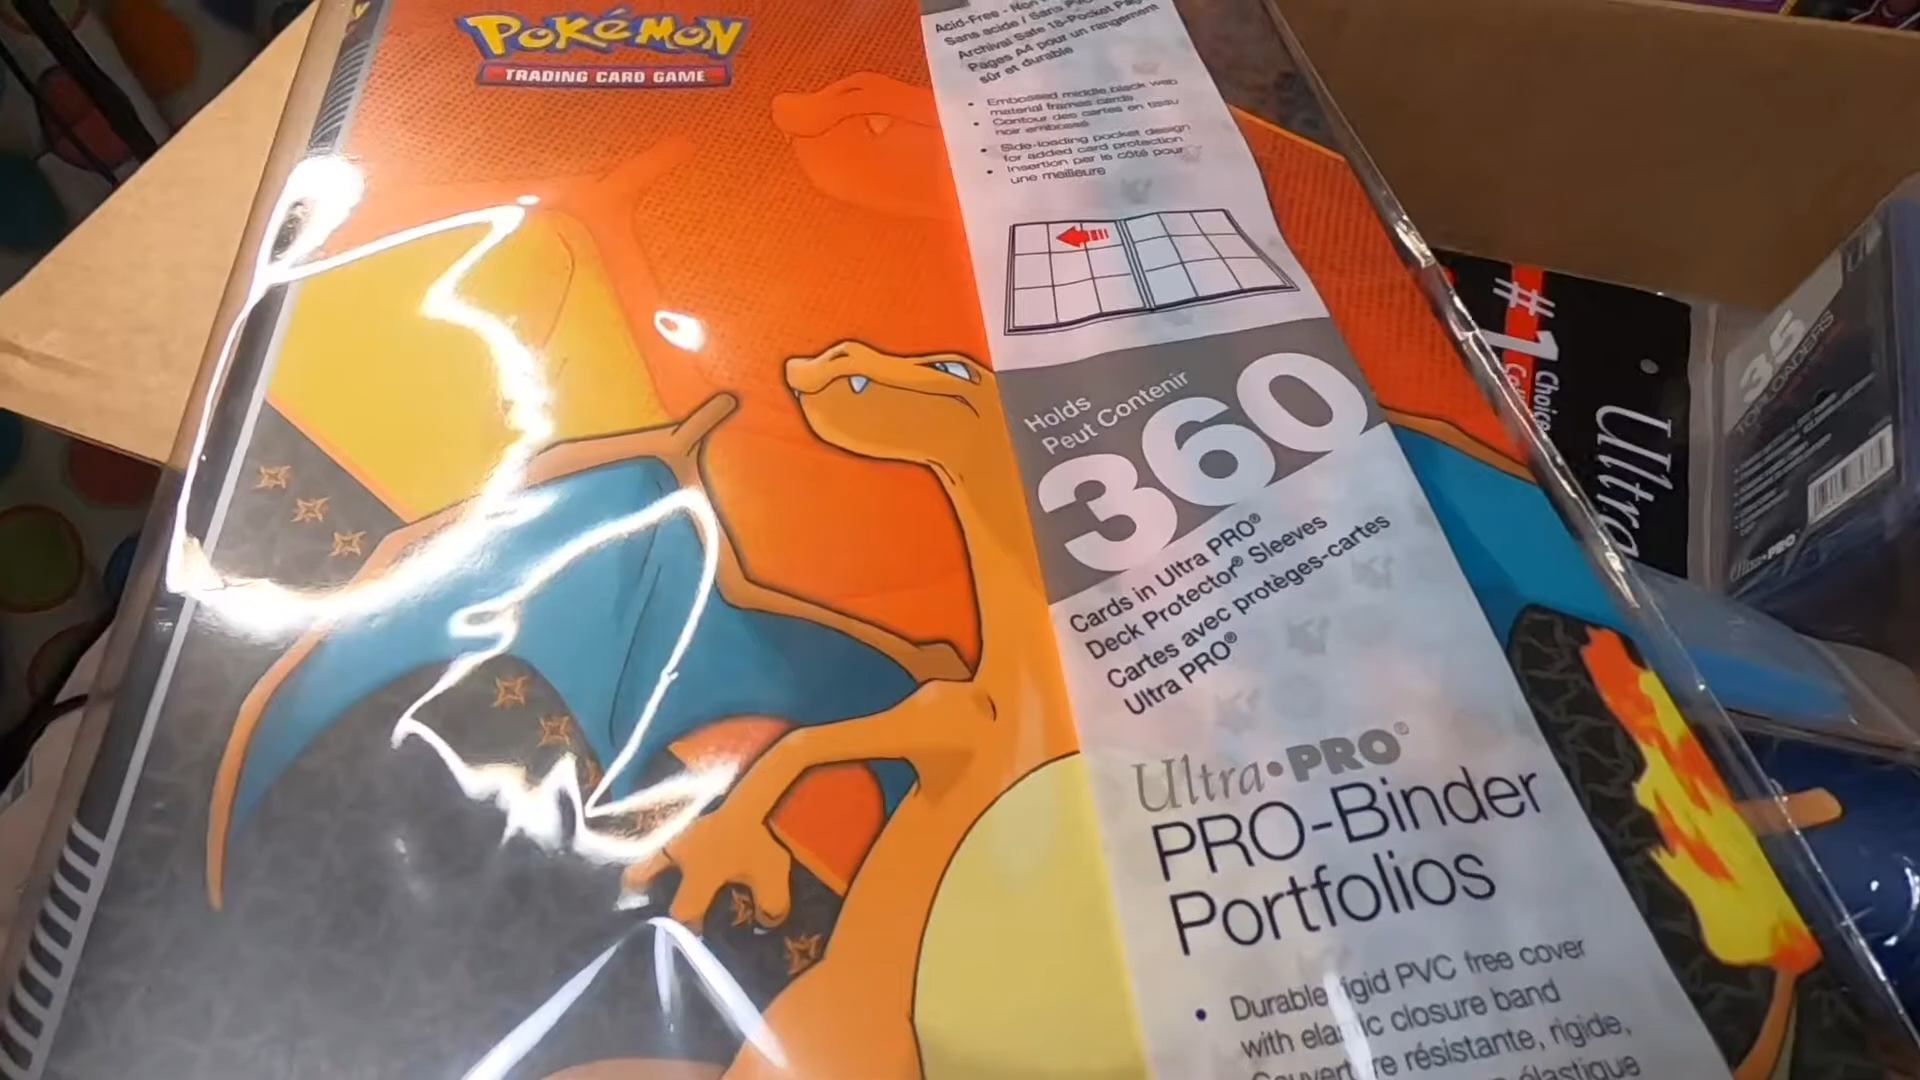 POKéMON
TRADING CARD GAME
Acid-Free - Non
Sans acide / Sans
Archival Safe 18-Pocket
Pages A4 pour un rangement
sûr et durable
• Embossed middle black web
material frames cards
• Contour des cartes en tissu
noir embossé
• Side-loading pocket design
for added card protection
• Insertion par le côté pour
une meilleure
Holds
Peut Contenir
360
Cards in Ultra PRO®
Deck Protector® Sleeves
Cartes avec protèges-cartes
Ultra PRO®
Ultra•PRO®
PRO-Binder
Portfolios
• Durable rigid PVC free cover
with elastic closure band
Couverture résistante, rigide,
élastique
#1
Choice
Ultra
35
TOPLOADERS
Ultra•PRO